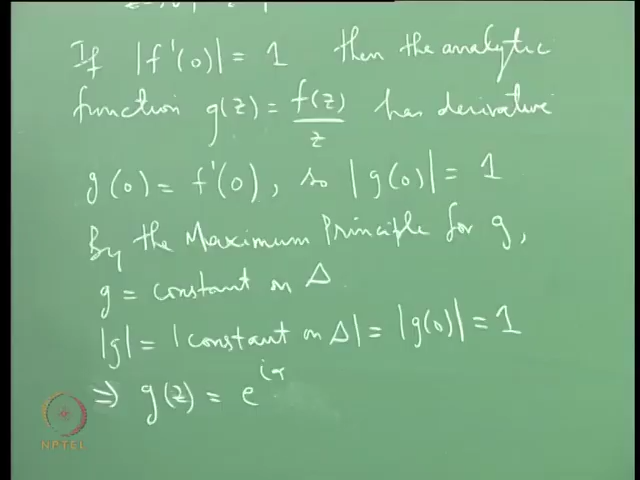 If |f'(0)| = 1 then the analytic
function g(z) = f(z)/z has derivative
g(0) = f'(0), so |g(0)| = 1
By the Maximum Principle for g,
g = constant on Δ
|g| = |constant on Δ| = |g(0)| = 1
⇒ g(z) = e^i
NPTEL